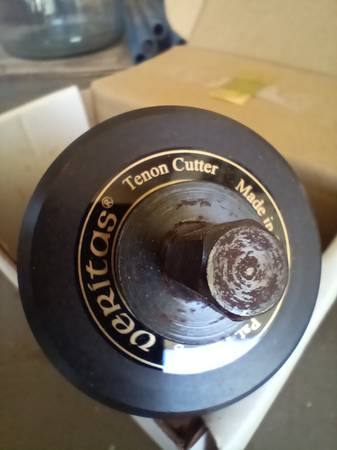 veRitas®
Tenon Cutter
Made in